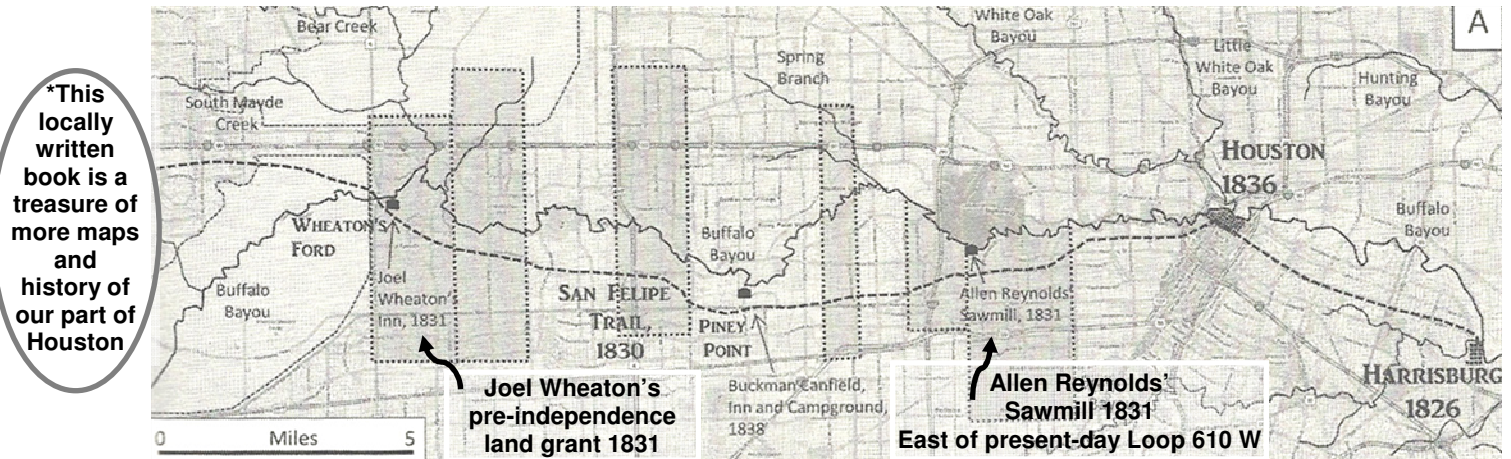 *This
locally
written
book is a
treasure of
more maps
and
history of
our part of
Houston
A
Bear Creek
White Oak
Bayou
Spring
Branch
Little
White Oak
Bayou
Hunting
Bayou
South Mayde
Creek
HOUSTON
1836
WHEATON'S
FORD
Buffalo
Bayou
Buffalo
Bayou
Buffalo
Bayou
Joel
Wheaton's
Inn, 1831
SAN FELIPE
TRAIL,
1830
PINEY
POINT
Allen Reynolds'
Sawmill, 1831
Buckman Canfield,
Inn and Campground,
1838
HARRISBURG
1826
Joel Wheaton's
pre-independence
land grant 1831
Allen Reynolds'
Sawmill 1831
East of present-day Loop 610 W
0 Miles 5